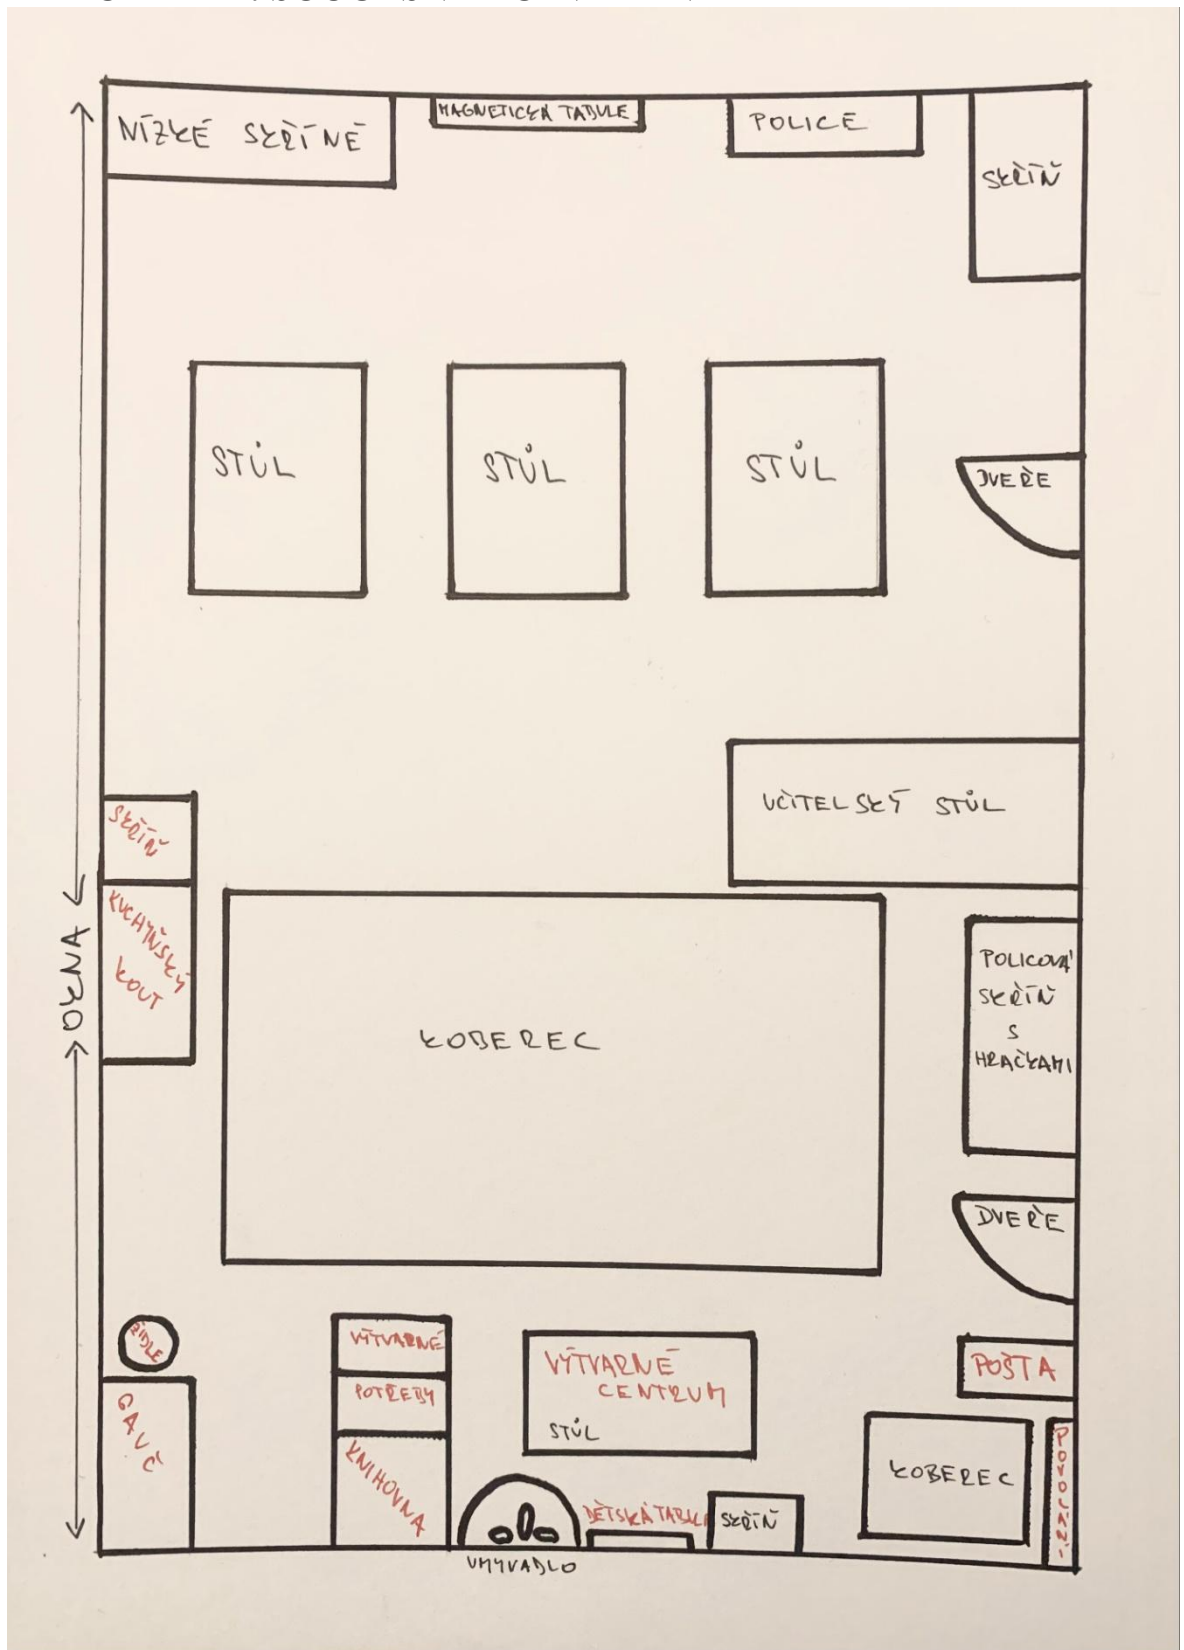 NÍZKÉ SKŘÍNĚ
MAGNETICKÁ TABULE
POLICE
SKŘÍŇ
STŮL
STŮL
STŮL
DVEŘE
UČITELSKÝ STŮL
SKŘÍŇ
KUCHYŇSKÝ
KOUT
OKNA
KOBEREC
POLICOVÁ
SKŘÍŇ
S
HRAČKAMI
DVEŘE
ŽIDLE
GAUČ
VÝTVARNÉ
POTŘEBY
KNIHOVNA
VÝTVARNÉ
CENTRUM
STŮL
POŠTA
KOBEREC
POVOLÁNÍ
DĚTSKÁ TABULE
SKŘÍŇ
UMYVADLO